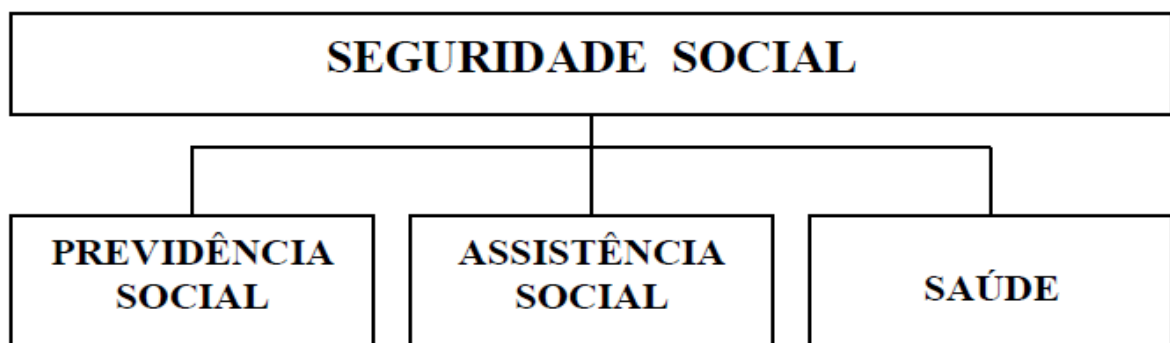 SEGURIDADE SOCIAL
PREVIDÊNCIA
SOCIAL
ASSISTÊNCIA
SOCIAL
SAÚDE